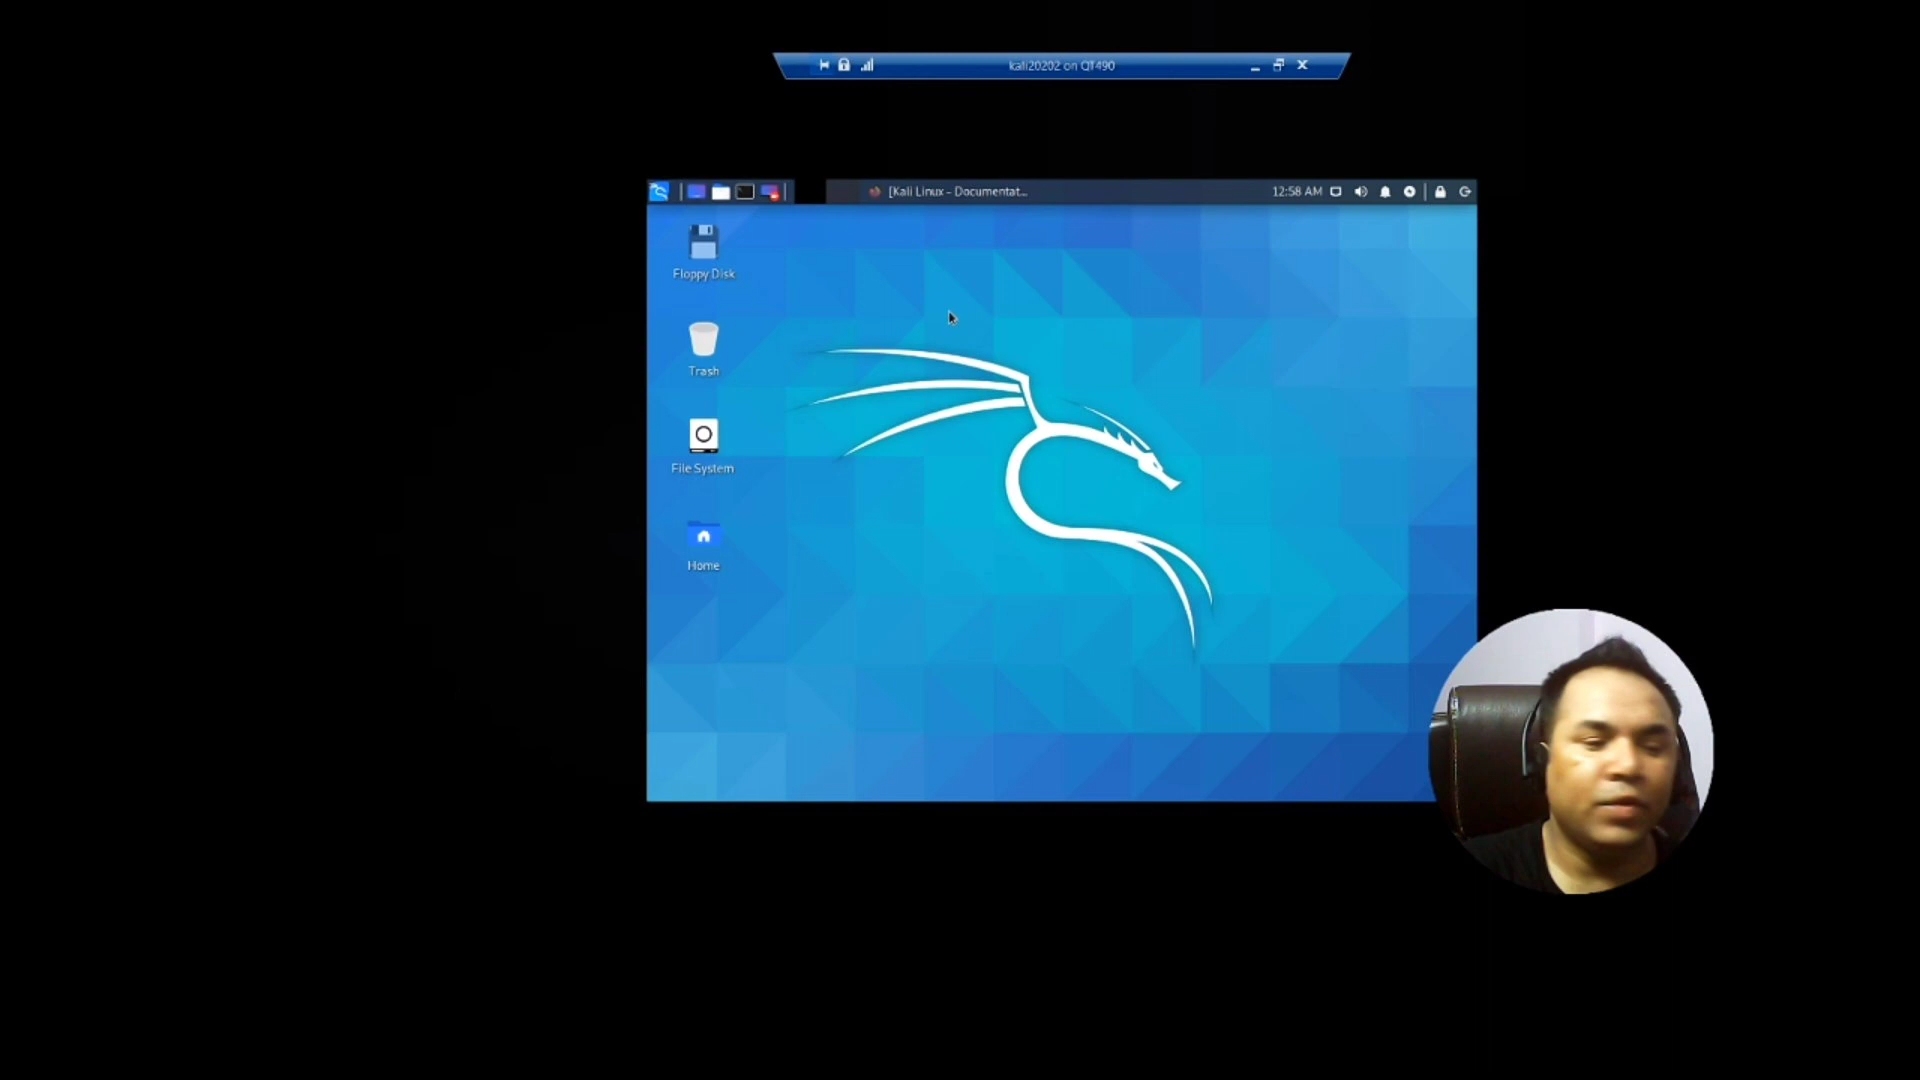 kali20202 on QT490
[Kali Linux - Documentat...
12:58 AM
Floppy Disk
Trash
File System
Home